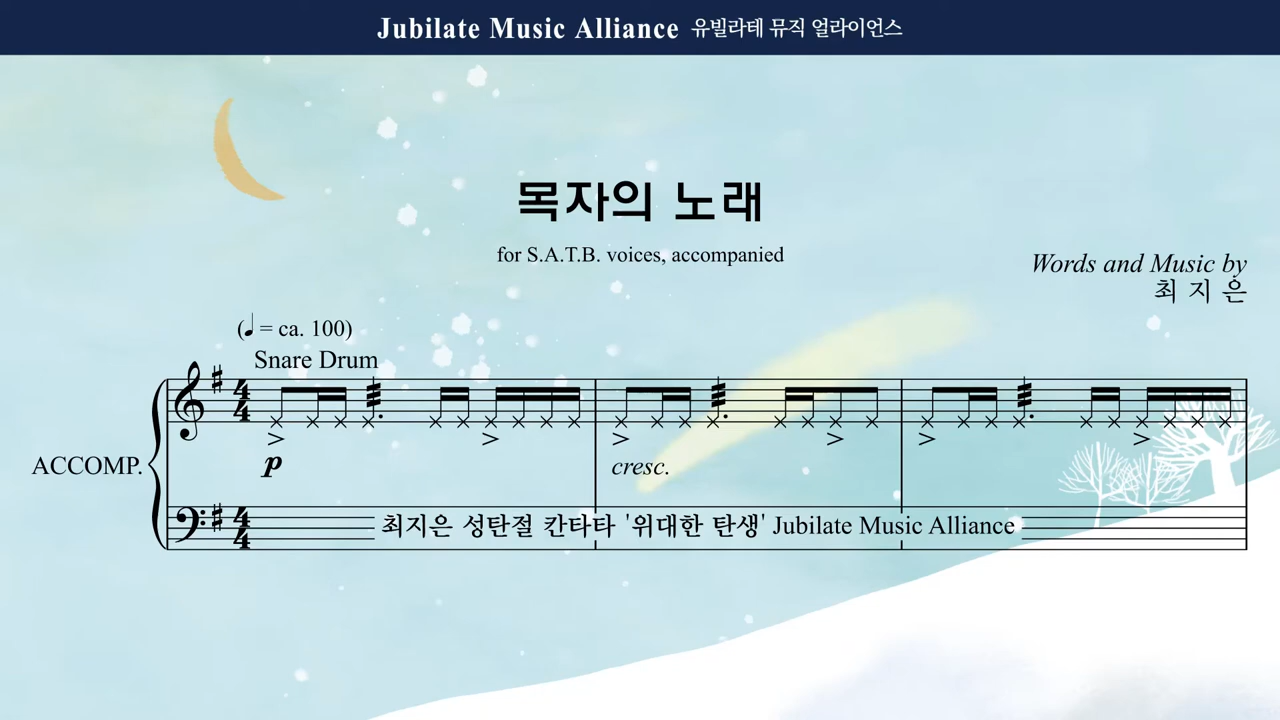 Jubilate Music Alliance 유빌라테 뮤직 얼라이언스
목자의 노래
for S.A.T.B. voices, accompanied
Words and Music by
최 지 은
(♩ = ca. 100)
Snare Drum
ACCOMP.
p
cresc.
최지은 성탄절 칸타타 '위대한 탄생' Jubilate Music Alliance